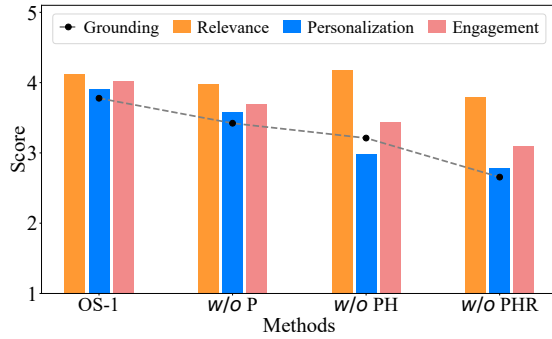 5
Grounding Relevance Personalization Engagement
4
3
2
1
Score
OS-1 w/o P w/o PH w/o PHR
Methods